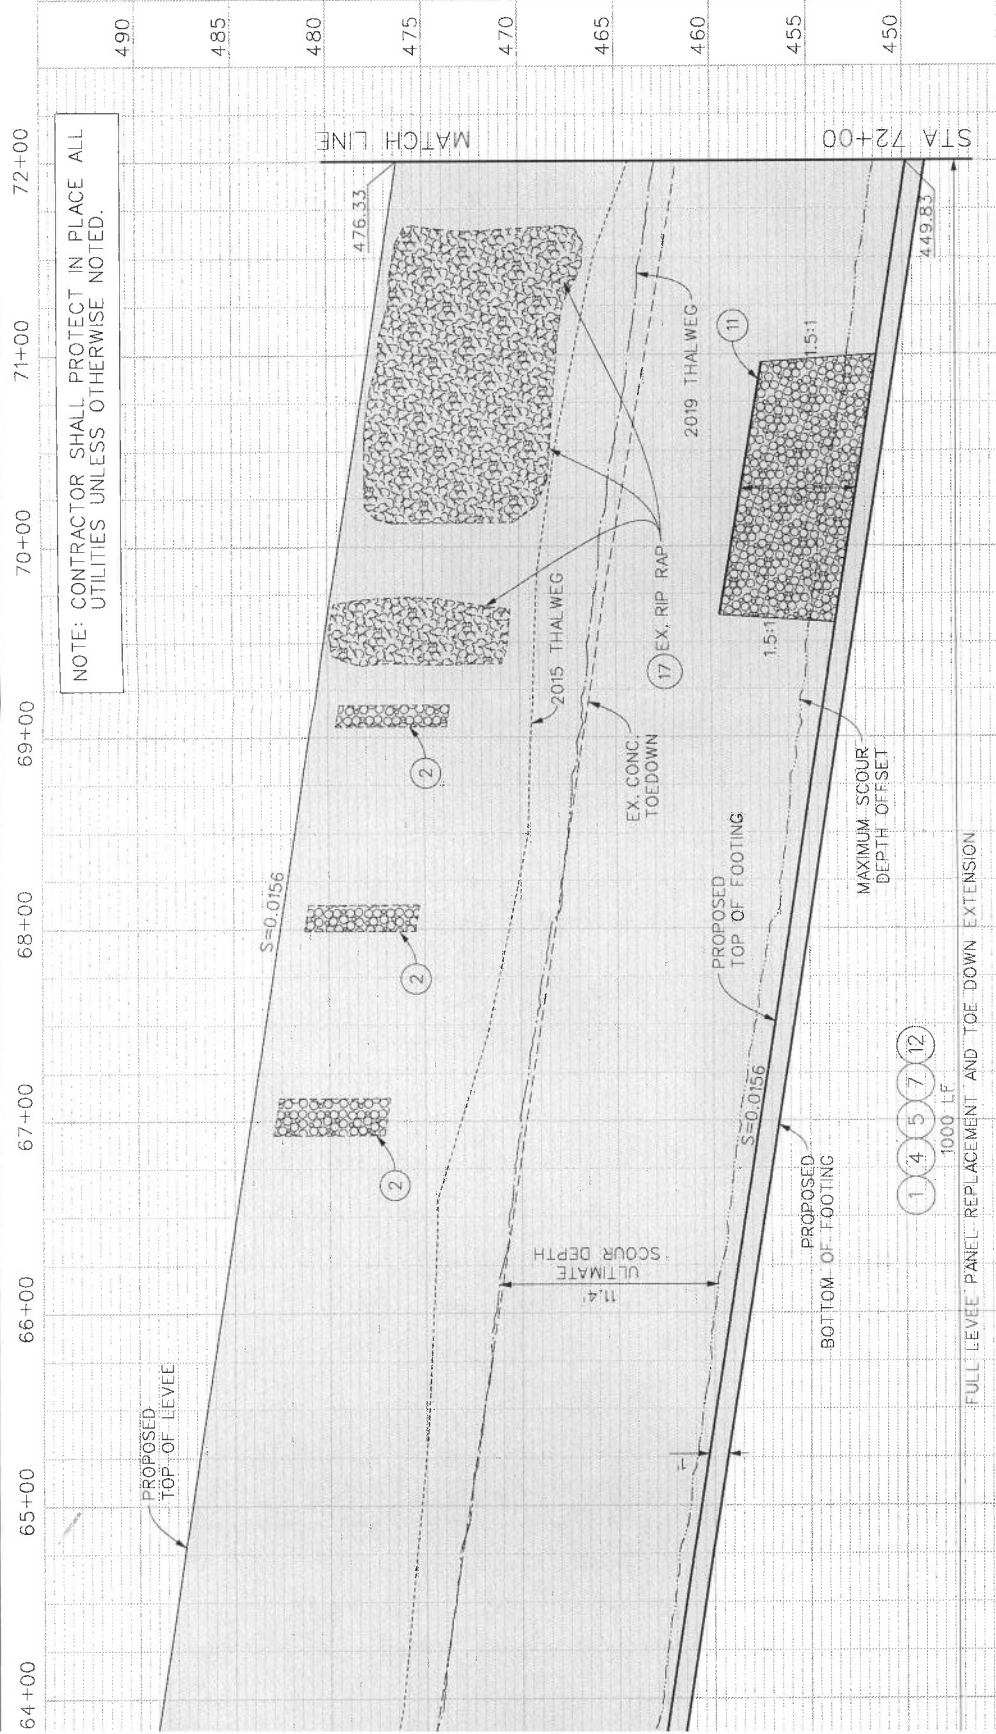 64+00
65+00
66+00
67+00
68+00
69+00
70+00
71+00
72+00
490
485
480
475
470
465
460
455
450
NOTE: CONTRACTOR SHALL PROTECT IN PLACE ALL
UTILITIES UNLESS OTHERWISE NOTED.
PROPOSED
TOP OF LEVEE
S=0.0156
476.33
MATCH LINE
STA 72+00
449.83
2
2
2
2015 THALWEG
EX. CONC.
TOEDOWN
17 EX. RIP RAP
2019 THALWEG
11
1.5:1
1.5:1
11.4'
ULTIMATE
SCOUR DEPTH
PROPOSED
TOP OF FOOTING
MAXIMUM SCOUR
DEPTH OFFSET
S=0.0156
PROPOSED
BOTTOM OF FOOTING
1 4 5 7 12
1000 LF
FULL LEVEE PANEL REPLACEMENT AND TOE DOWN EXTENSION